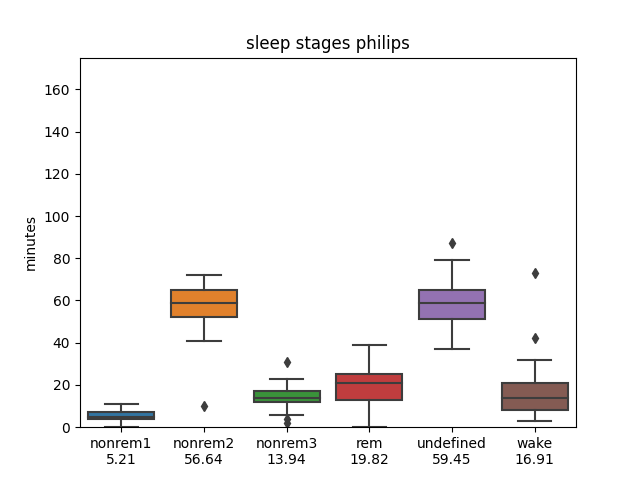 sleep stages philips
minutes
160
140
120
100
80
60
40
20
0
nonrem1 nonrem2 nonrem3 rem undefined wake
5.21 56.64 13.94 19.82 59.45 16.91